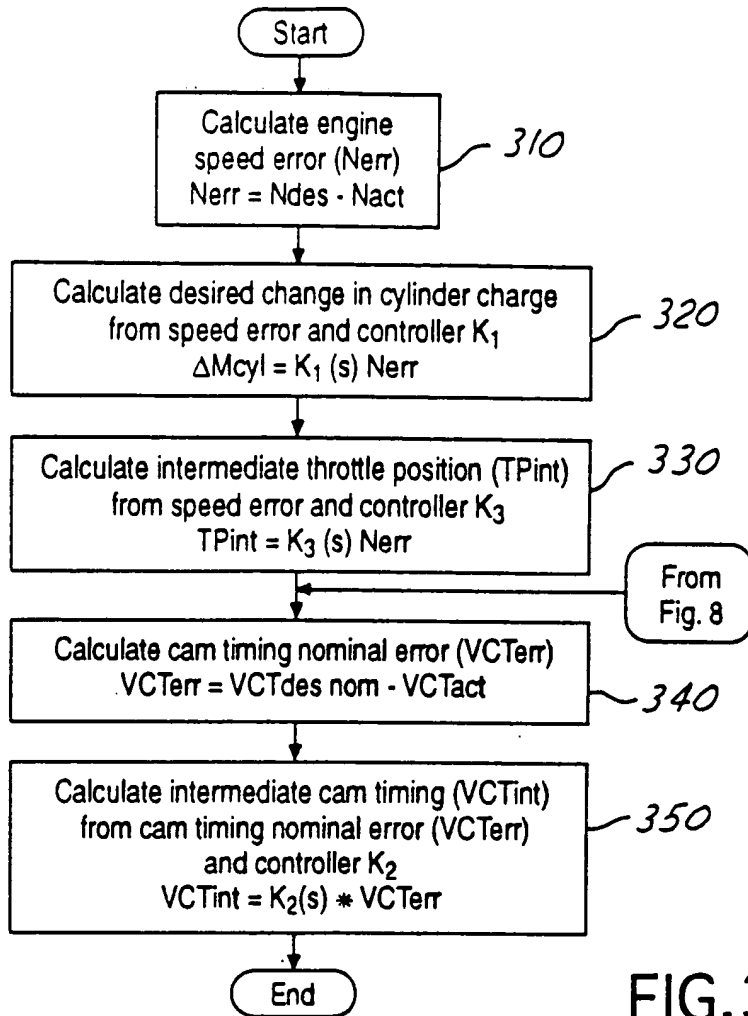 Start
Calculate engine
speed error (Nerr)
Nerr = Ndes - Nact
310
Calculate desired change in cylinder charge
from speed error and controller K₁
ΔMcyl = K₁ (s) Nerr
320
Calculate intermediate throttle position (TPint)
from speed error and controller K₃
TPint = K₃ (s) Nerr
330
From
Fig. 8
Calculate cam timing nominal error (VCTerr)
VCTerr = VCTdes nom - VCTact
340
Calculate intermediate cam timing (VCTint)
from cam timing nominal error (VCTerr)
and controller K₂
VCTint = K₂(s) * VCTerr
350
End